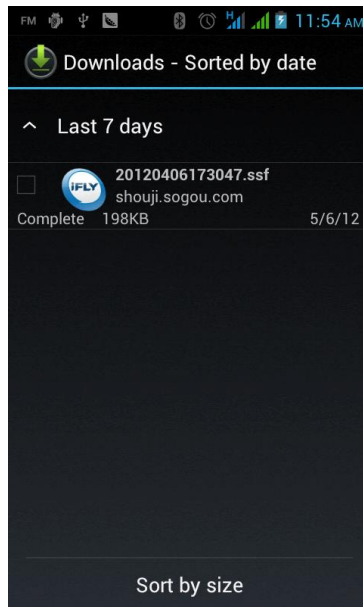 FM H 11:54 AM
Downloads - Sorted by date
Last 7 days
iFLY
20120406173047.ssf
shouji.sogou.com
Complete 198KB 5/6/12
Sort by size